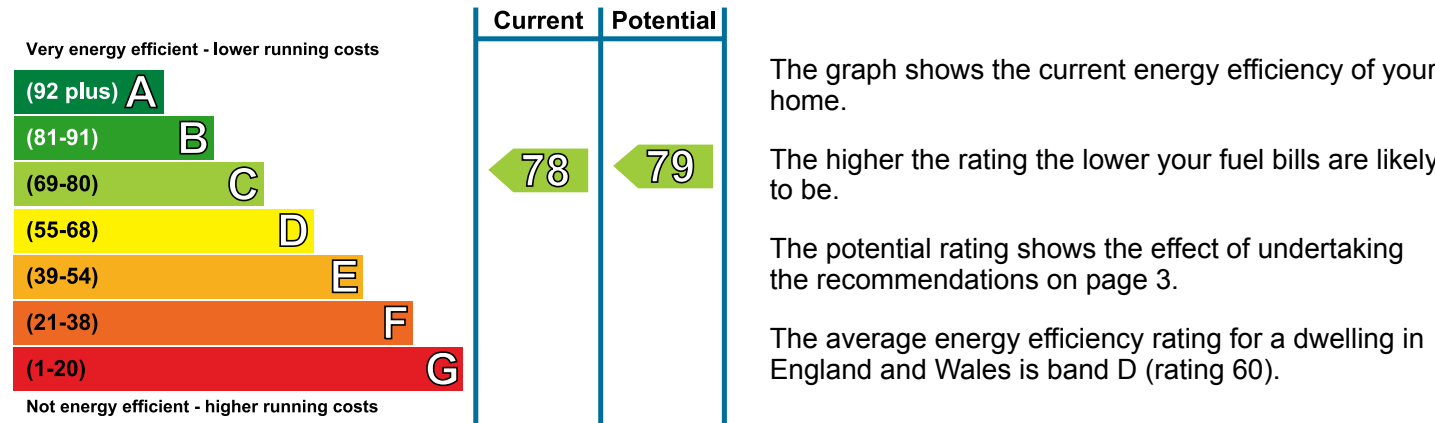 Current Potential
Very energy efficient - lower running costs
(92 plus) A
(81-91) B
(69-80) C
(55-68) D
(39-54) E
(21-38) F
(1-20) G
Not energy efficient - higher running costs
78 79
The graph shows the current energy efficiency of your
home.
The higher the rating the lower your fuel bills are likely
to be.
The potential rating shows the effect of undertaking
the recommendations on page 3.
The average energy efficiency rating for a dwelling in
England and Wales is band D (rating 60).